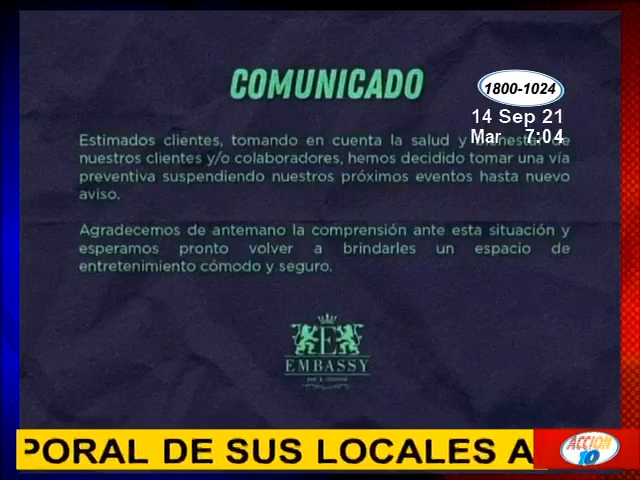 COMUNICADO
1800-1024
14 Sep 21
Mar 7:04
Estimados clientes, tomando en cuenta la salud y de
nuestros clientes y/o colaboradores, hemos decidido tomar una vía
preventiva suspendiendo nuestros próximos eventos hasta nuevo
aviso.
Agradecemos de antemano la comprensión ante esta situación y
esperamos pronto volver a brindarles un espacio de
entretenimiento cómodo y seguro.
E
EMBASSY
PORAL DE SUS LOCALES A
ACCION
10